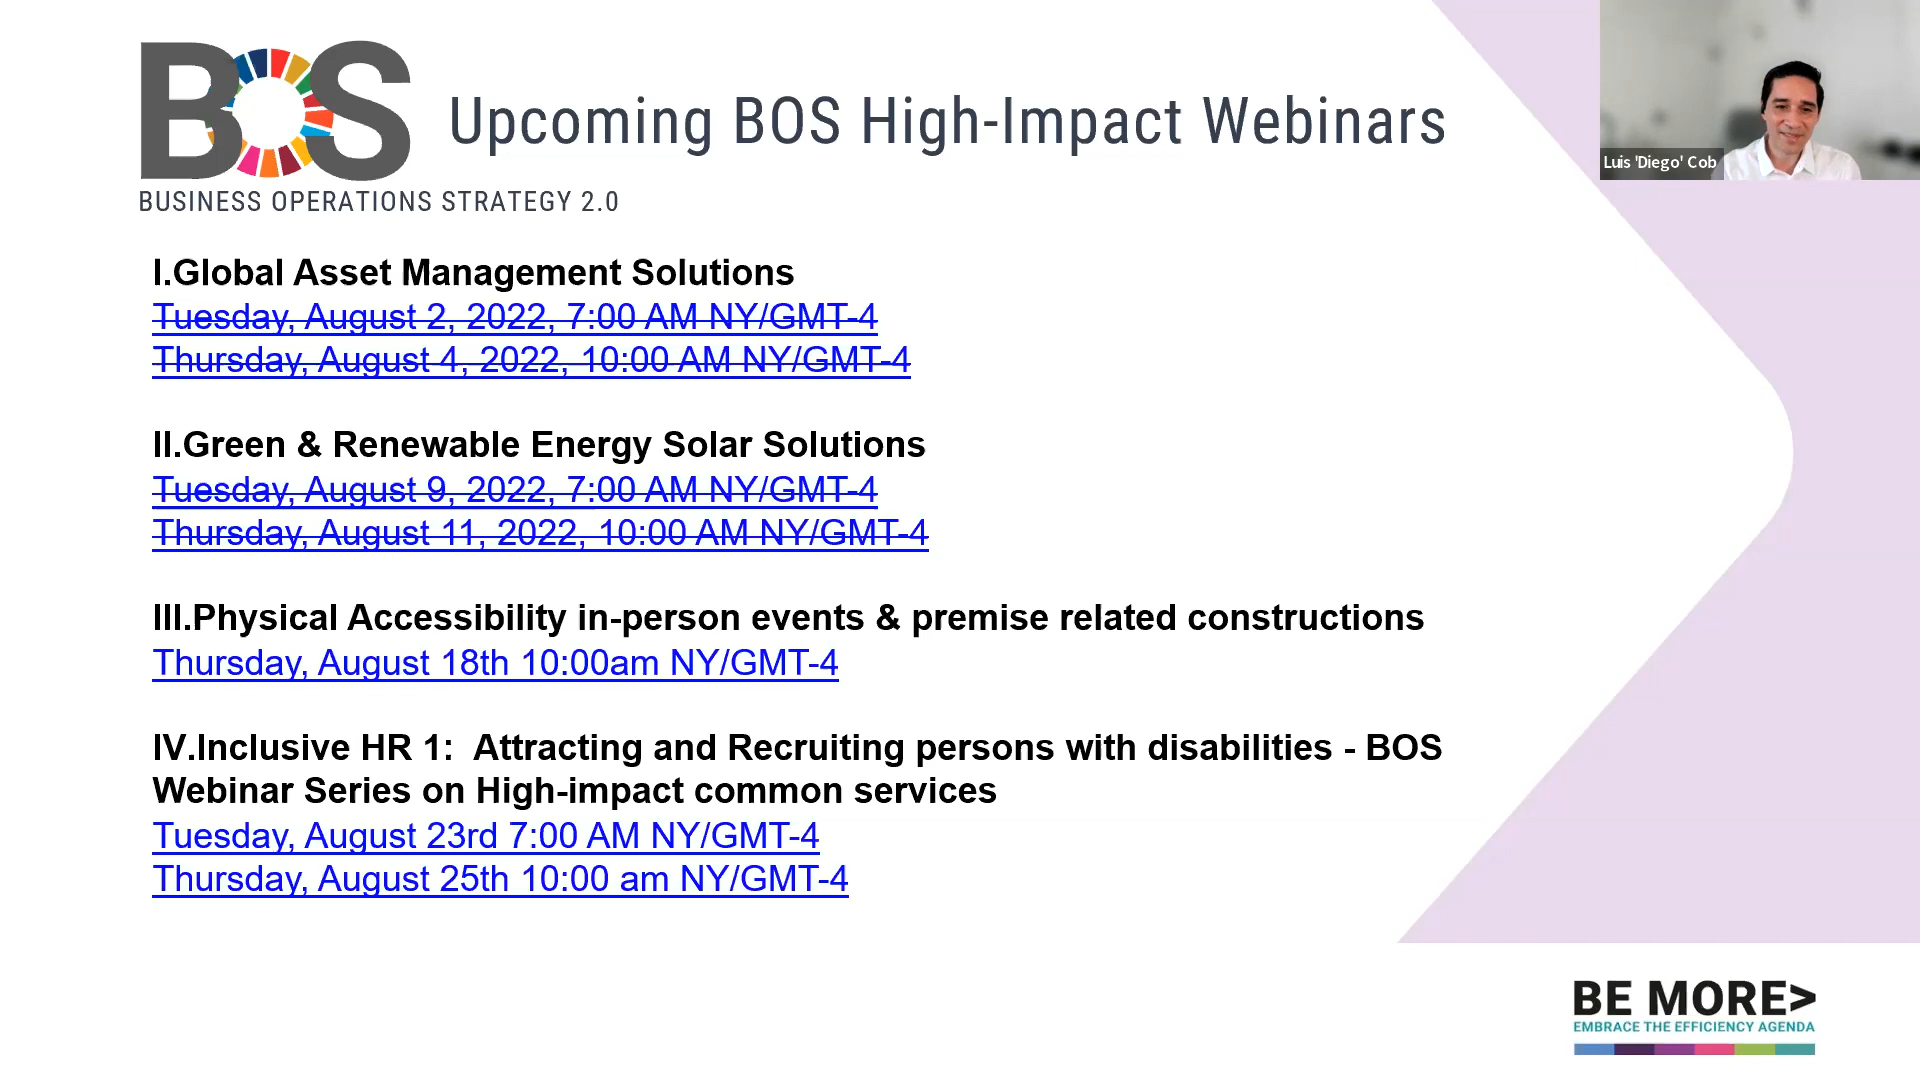 BOS
Upcoming BOS High-Impact Webinars
BUSINESS OPERATIONS STRATEGY 2.0
Luis 'Diego' Cob
I.Global Asset Management Solutions
Tuesday, August 2, 2022, 7:00 AM NY/GMT-4
Thursday, August 4, 2022, 10:00 AM NY/GMT-4
II.Green & Renewable Energy Solar Solutions
Tuesday, August 9, 2022, 7:00 AM NY/GMT-4
Thursday, August 11, 2022, 10:00 AM NY/GMT-4
III.Physical Accessibility in-person events & premise related constructions
Thursday, August 18th 10:00am NY/GMT-4
IV.Inclusive HR 1:  Attracting and Recruiting persons with disabilities - BOS
Webinar Series on High-impact common services
Tuesday, August 23rd 7:00 AM NY/GMT-4
Thursday, August 25th 10:00 am NY/GMT-4
BE MORE>
EMBRACE THE EFFICIENCY AGENDA